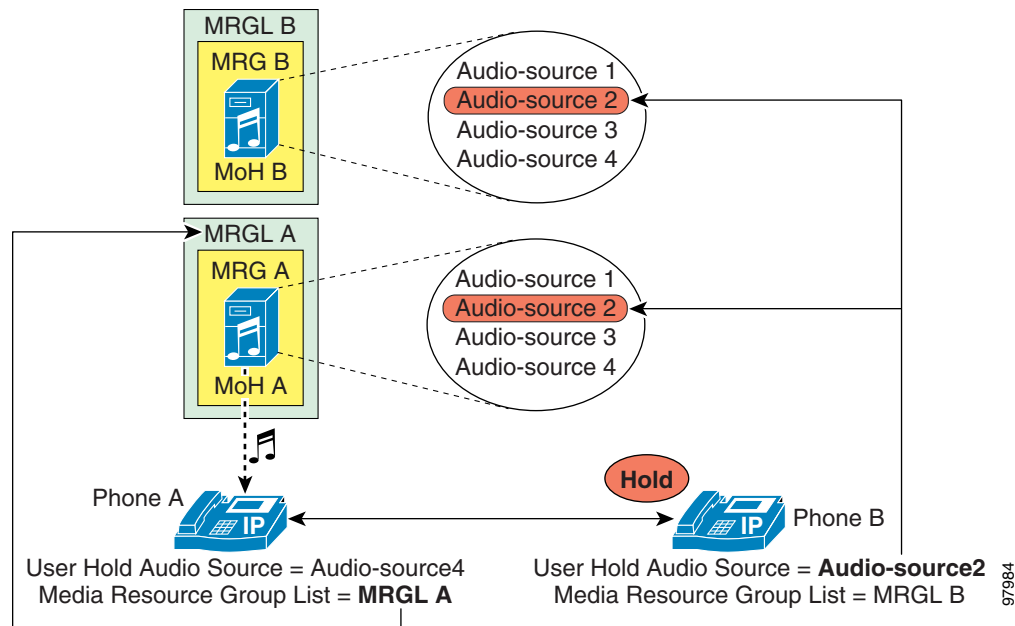 MRGL B
MRG B
MoH B
Audio-source 1
Audio-source 2
Audio-source 3
Audio-source 4
MRGL A
MRG A
MoH A
Audio-source 1
Audio-source 2
Audio-source 3
Audio-source 4
Hold
Phone A
IP
IP
Phone B
User Hold Audio Source = Audio-source4
Media Resource Group List = MRGL A
User Hold Audio Source = Audio-source2
Media Resource Group List = MRGL B
97984